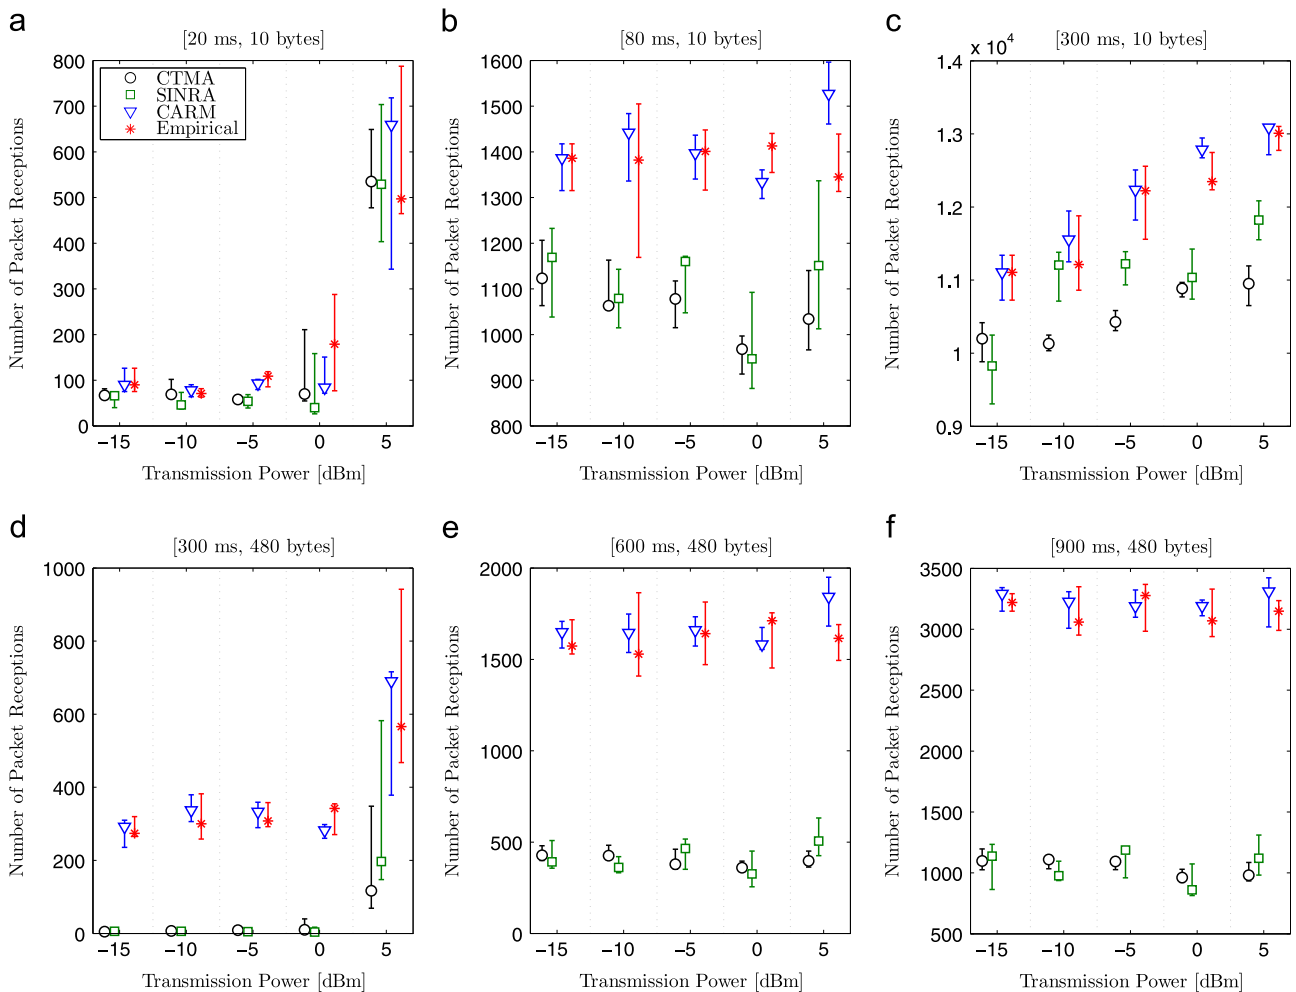 a
[20 ms, 10 bytes]
Number of Packet Receptions
800
700
600
500
400
300
200
100
0
CTMA
SINRA
CARM
Empirical
−15 −10 −5 0 5
Transmission Power [dBm]
b
[80 ms, 10 bytes]
Number of Packet Receptions
1600
1500
1400
1300
1200
1100
1000
900
800
−15 −10 −5 0 5
Transmission Power [dBm]
c
[300 ms, 10 bytes]
x 10⁴
Number of Packet Receptions
1.4
1.3
1.2
1.1
1
0.9
−15 −10 −5 0 5
Transmission Power [dBm]
d
[300 ms, 480 bytes]
Number of Packet Receptions
1000
800
600
400
200
0
−15 −10 −5 0 5
Transmission Power [dBm]
e
[600 ms, 480 bytes]
Number of Packet Receptions
2000
1500
1000
500
0
−15 −10 −5 0 5
Transmission Power [dBm]
f
[900 ms, 480 bytes]
Number of Packet Receptions
3500
3000
2500
2000
1500
1000
500
−15 −10 −5 0 5
Transmission Power [dBm]